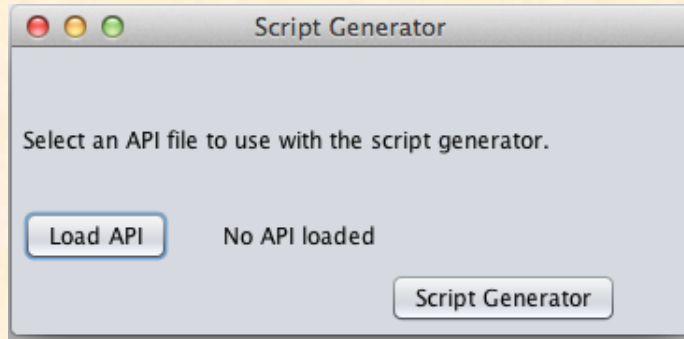 Script Generator
Select an API file to use with the script generator.
Load API No API loaded
Script Generator